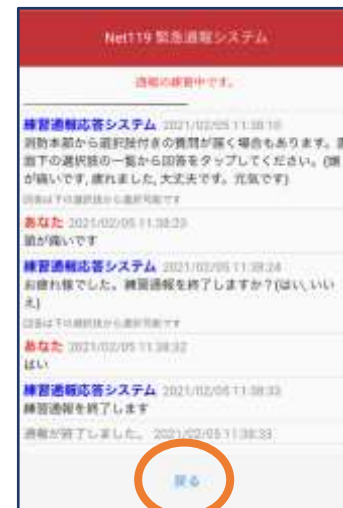 Net119 緊急通報システム
通報の練習中です。
練習通報応答システム 2021/02/05 11:38:18
消防本部から選択肢付きの質問が届く場合もあります。
面下の選択肢の一覧から回答をタップしてください。(頭
が痛いです, 疲れました, 大丈夫です。元気です)
回答は下の選択肢から選択可能です
あなた 2021/02/05 11:38:23
頭が痛いです
練習通報応答システム 2021/02/05 11:38:24
お疲れ様でした。練習通報を終了しますか?(はい, いい
え)
回答は下の選択肢から選択可能です
あなた 2021/02/05 11:38:32
はい
練習通報応答システム 2021/02/05 11:38:33
練習通報を終了します
通報が終了しました。 2021/02/05 11:38:33
戻る